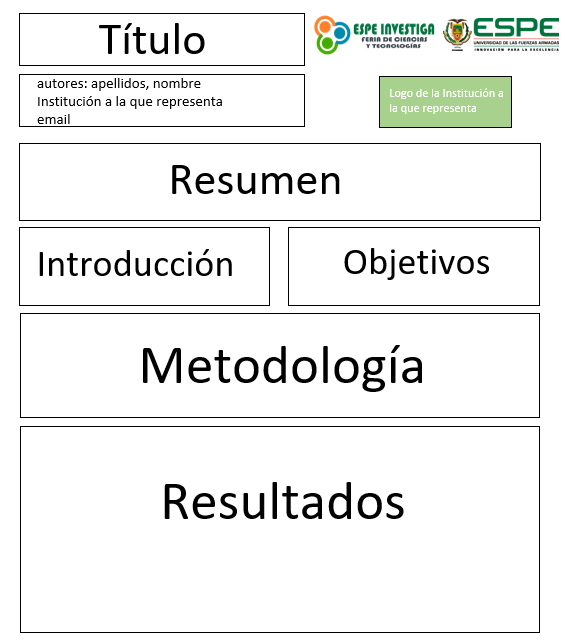 Título
ESPE INVESTIGA
FERIA DE CIENCIAS
Y TECNOLOGÍAS
ESPE
UNIVERSIDAD DE LAS FUERZAS ARMADAS
INNOVACIÓN PARA LA EXCELENCIA
autores: apellidos, nombre
Institución a la que representa
email
Logo de la Institución a
la que representa
Resumen
Introducción
Objetivos
Metodología
Resultados